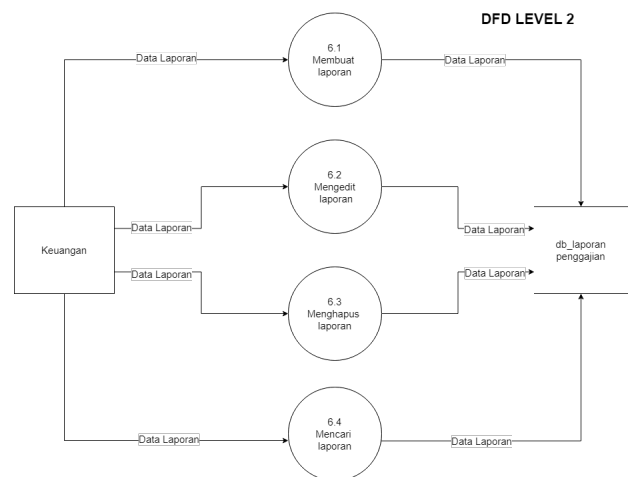 DFD LEVEL 2
6.1
Membuat
laporan
Data Laporan
Data Laporan
6.2
Mengedit
laporan
Data Laporan
Data Laporan
Keuangan
db_laporan
penggajian
Data Laporan
Data Laporan
6.3
Menghapus
laporan
6.4
Mencari
laporan
Data Laporan
Data Laporan